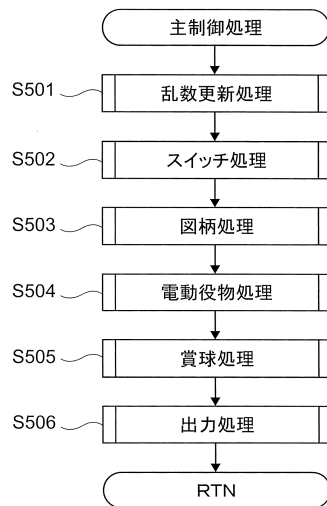 主制御処理
S501 乱数更新処理
S502 スイッチ処理
S503 図柄処理
S504 電動役物処理
S505 賞球処理
S506 出力処理
RTN